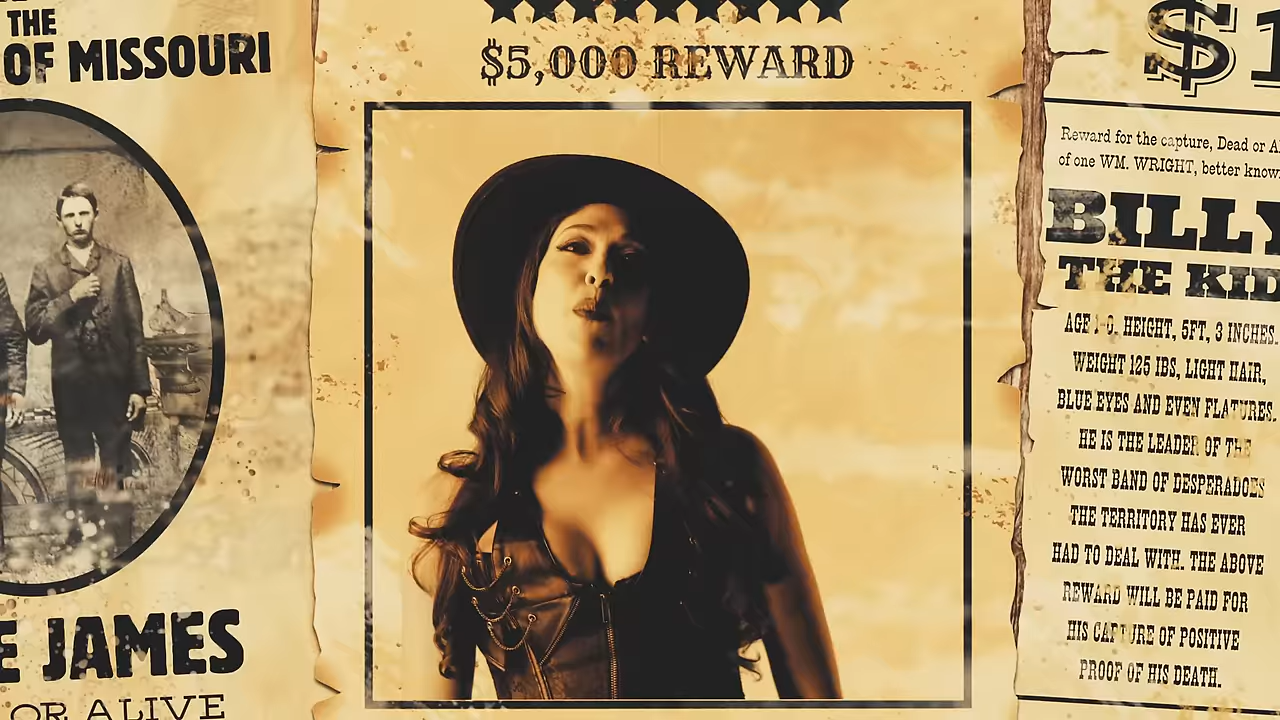 THE
OF MISSOURI
JAMES
OR ALIVE
$5,000 REWARD
$1
Reward for the capture, Dead or
of one WM. WRIGHT, better
BILLY
THE KID
HEIGHT, 5FT, 3 INCHES.
WEIGHT 125 IBS, LIGHT HAIR,
BLUE EYES AND EVEN FLATURES.
HE IS THE LEADER OF THE
WORST BAND OF DESPERADOES
THE TERRITORY HAS EVER
HAD TO DEAL WITH. THE ABOVE
REWARD WILL BE PAID FOR
HIS CAPTURE OF POSITIVE
PROOF OF HIS DEATH.